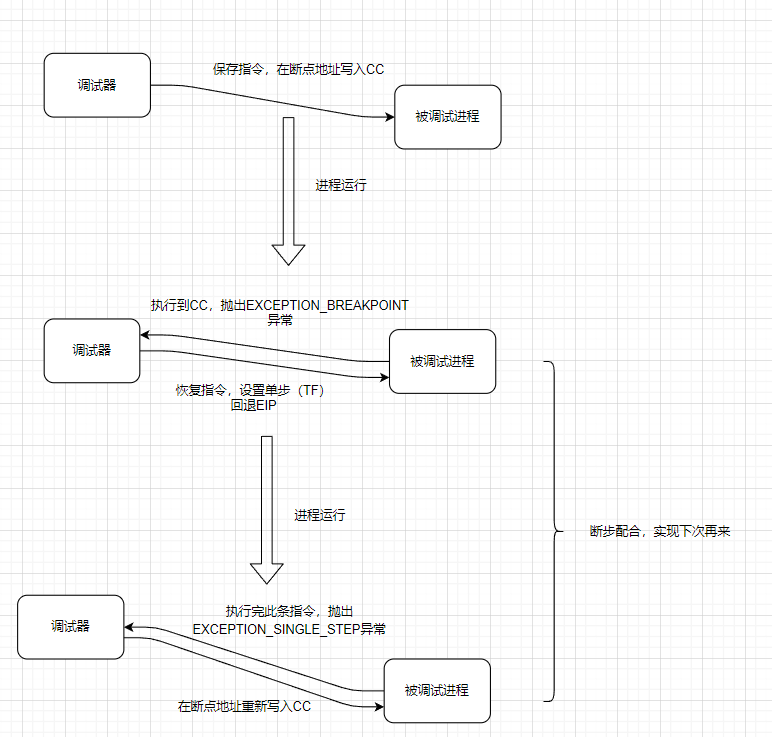 保存指令，在断点地址写入CC
调试器
被调试进程
进程运行
执行到CC，抛出EXCEPTION_BREAKPOINT
异常
调试器
被调试进程
恢复指令，设置单步（TF）
回退EIP
进程运行
断步配合，实现下次再来
执行完此条指令，抛出
EXCEPTION_SINGLE_STEP异常
调试器
被调试进程
在断点地址重新写入CC